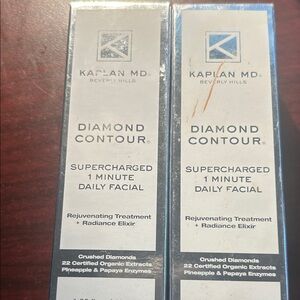 KAPLAN MD
BEVERLY HILLS
DIAMOND
CONTOUR®
SUPERCHARGED
1 MINUTE
DAILY FACIAL
Rejuvenating Treatment
+ Radiance Elixir
Crushed Diamonds
22 Certified Organic Extracts
Pineapple & Papaya Enzymes
KAPLAN MD
BEVERLY HILLS
DIAMOND
CONTOUR®
SUPERCHARGED
1 MINUTE
DAILY FACIAL
Rejuvenating Treatment
+ Radiance Elixir
Crushed Diamonds
22 Certified Organic Extracts
Pineapple & Papaya Enzymes